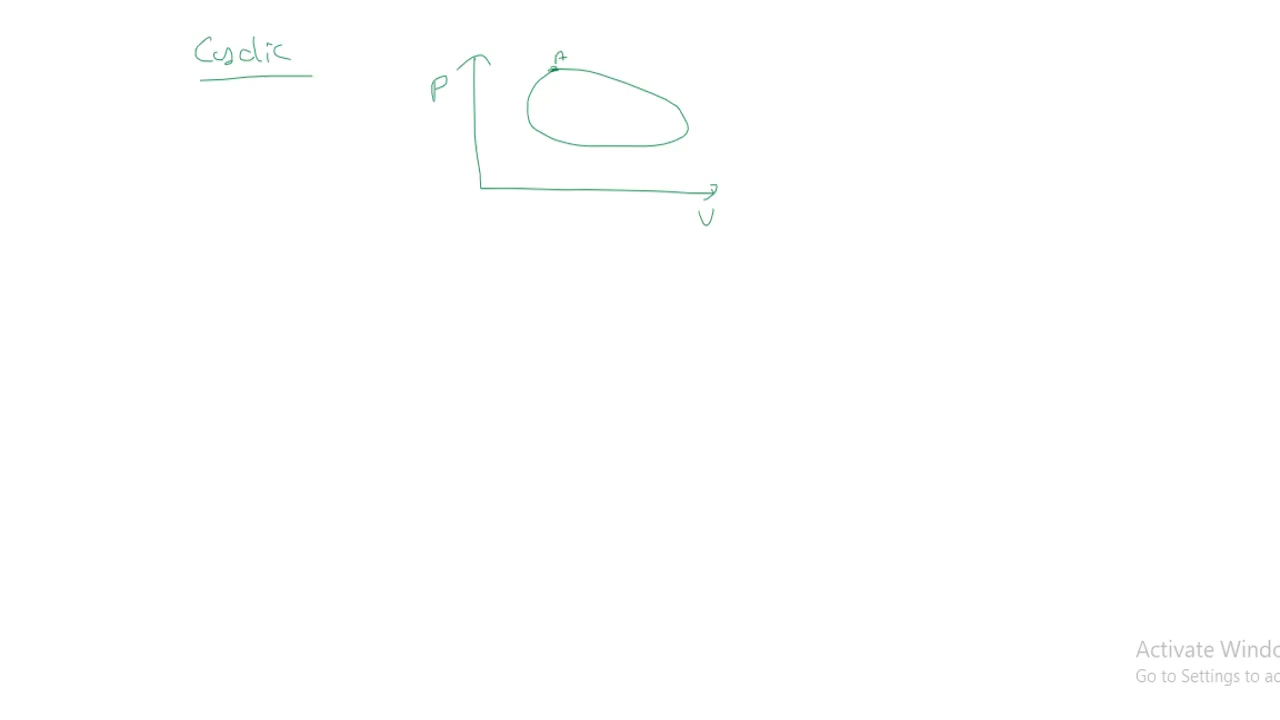 Cyclic
A
P
V
Activate Windo
Go to Settings to ac